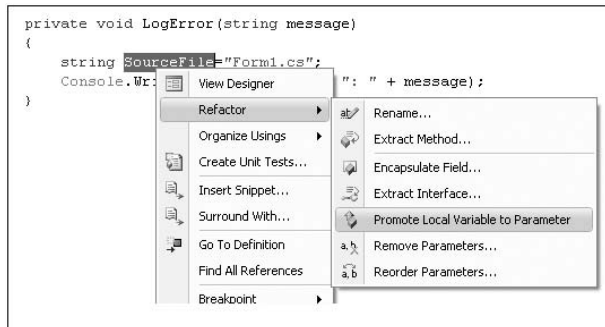 private void LogError(string message)
{
string SourceFile="Form1.cs";
Console.Wr ": " + message);
}
View Designer
Refactor
Organize Usings
Create Unit Tests...
Insert Snippet...
Surround With...
Go To Definition
Find All References
Breakpoint
Rename...
Extract Method...
Encapsulate Field...
Extract Interface...
Promote Local Variable to Parameter
Remove Parameters...
Reorder Parameters...